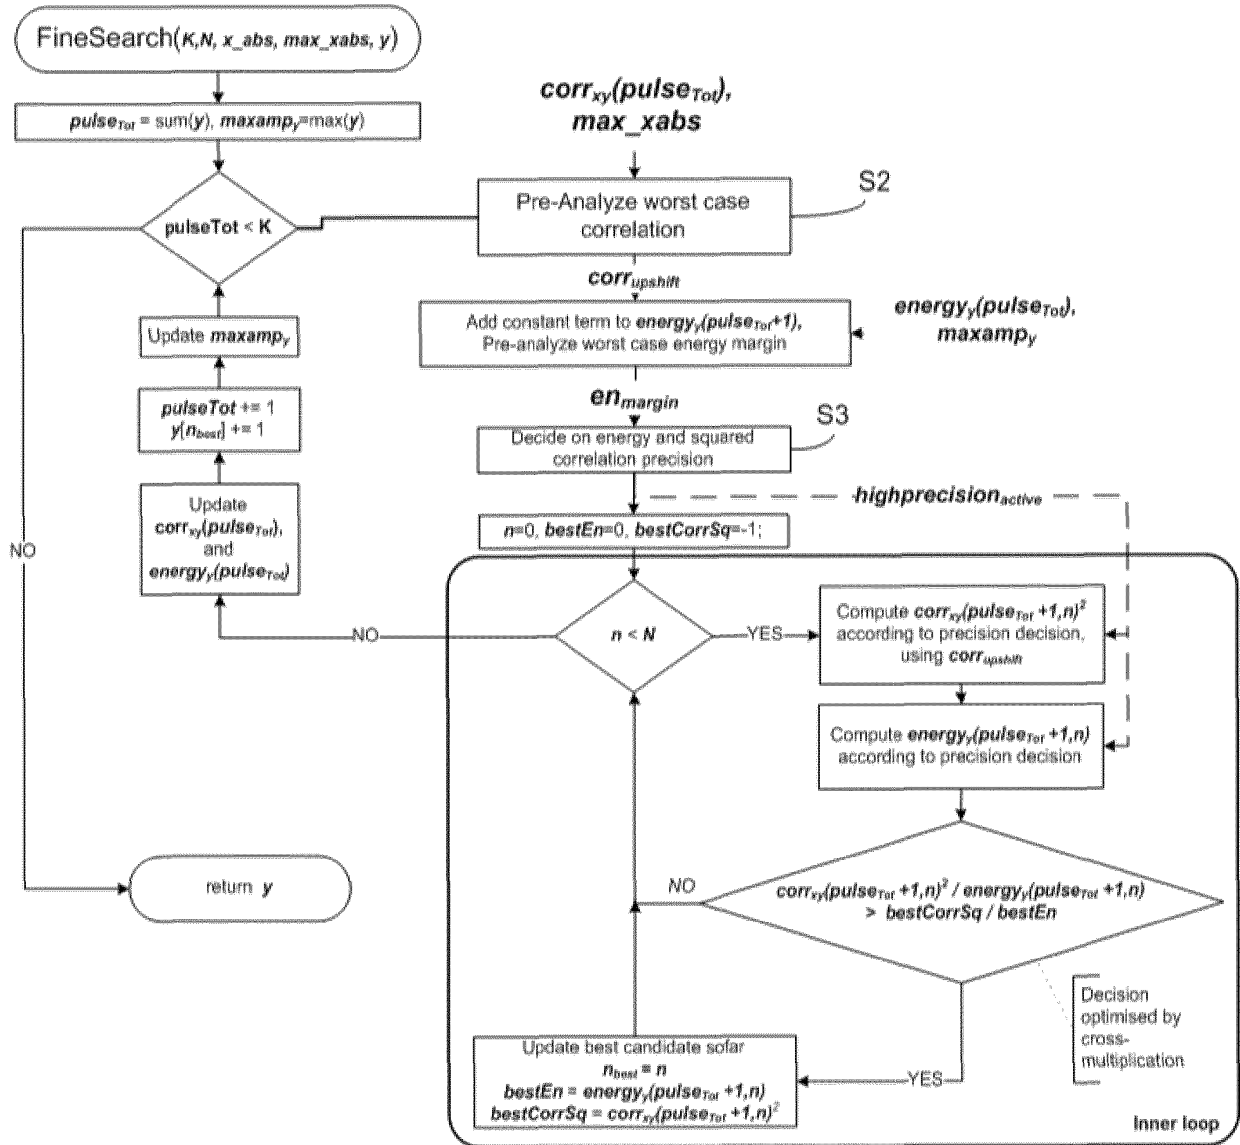 FineSearch(K,N, x_abs, max_xabs, y)
pulseTot = sum(y), maxampy=max(y)
pulseTot < K
corrxy(pulseTot),
max_xabs
Pre-Analyze worst case
correlation
S2
corrupshift
Add constant term to energyy(pulseTot+1),
Pre-analyze worst case energy margin
energyy(pulseTot),
maxampy
enmargin
Decide on energy and squared
correlation precision
S3
highprecisionactive
n=0, bestEn=0, bestCorrSq=-1;
Update maxampy
pulseTot += 1
y[nbest] += 1
Update
corrxy(pulseTot),
and
energyy(pulseTot)
NO
NO
n < N
YES
Compute corrxy(pulseTot +1,n)²
according to precision decision,
using corrupshift
Compute energyy(pulseTot +1,n)
according to precision decision
corrxy(pulseTot +1,n)² / energyy(pulseTot +1,n)
> bestCorrSq / bestEn
NO
YES
Decision
optimised by
cross-
multiplication
Update best candidate sofar
nbest = n
bestEn = energyy(pulseTot +1,n)
bestCorrSq = corrxy(pulseTot +1,n)²
Inner loop
return y